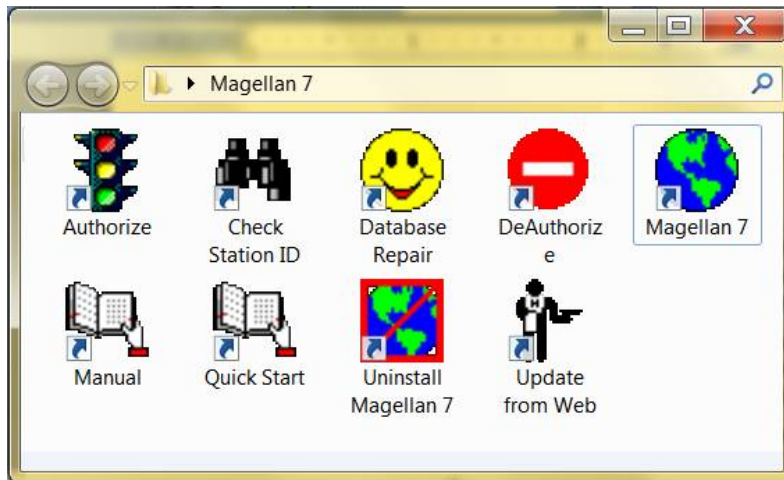 Magellan 7
Authorize
Check
Station ID
Database
Repair
DeAuthoriz
e
Magellan 7
Manual
Quick Start
Uninstall
Magellan 7
Update
from Web